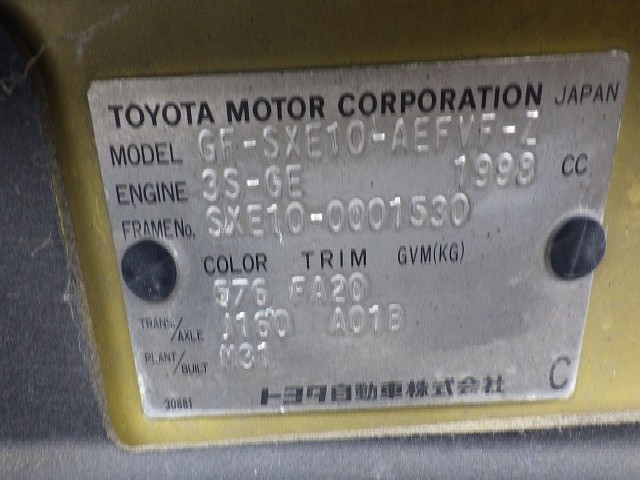 TOYOTA MOTOR CORPORATION JAPAN
MODEL GF-SXE10-AEFVF-Z
ENGINE 3S-GE 1998 CC
FRAME No. SXE10-0001530
COLOR TRIM GVM(KG)
576 FA20
TRANS./AXLE J160 A01B
PLANT/BUILT M31
30681
トヨタ自動車株式会社 C